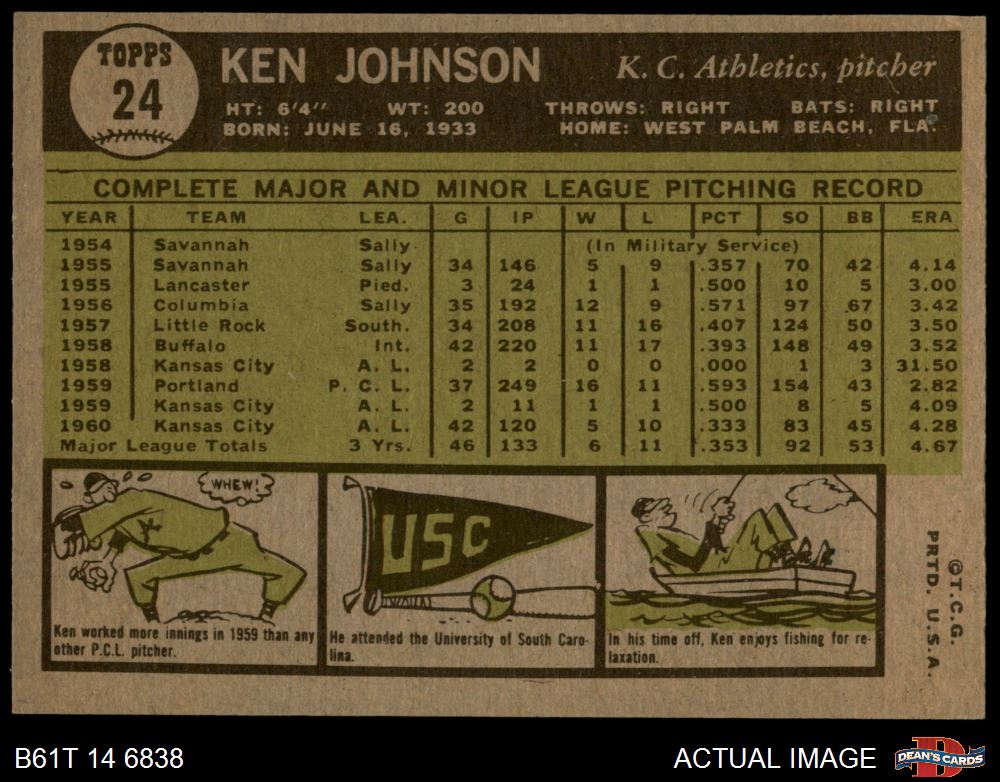 TOPPS
24
KEN JOHNSON
K. C. Athletics, pitcher
HT: 6'4" WT: 200 THROWS: RIGHT BATS: RIGHT
BORN: JUNE 16, 1933 HOME: WEST PALM BEACH, FLA.
COMPLETE MAJOR AND MINOR LEAGUE PITCHING RECORD
YEAR TEAM LEA. G IP W L PCT SO BB ERA
1954 Savannah Sally (In Military Service)
1955 Savannah Sally 34 146 5 9 .357 70 42 4.14
1955 Lancaster Pied. 3 24 1 1 .500 10 5 3.00
1956 Columbia Sally 35 192 12 9 .571 97 67 3.42
1957 Little Rock South. 34 208 11 16 .407 124 50 3.50
1958 Buffalo Int. 42 220 11 17 .393 148 49 3.52
1958 Kansas City A. L. 2 2 0 0 .000 1 3 31.50
1959 Portland P. C. L. 37 249 16 11 .593 154 43 2.82
1959 Kansas City A. L. 2 11 1 1 .500 8 5 4.09
1960 Kansas City A. L. 42 120 5 10 .333 83 45 4.28
Major League Totals 3 Yrs. 46 133 6 11 .353 92 53 4.67
WHEW!
K
Ken worked more innings in 1959 than any
other P.C.L. pitcher.
USC
He attended the University of South Caro-
lina.
In his time off, Ken enjoys fishing for re-
laxation.
©T.C.G.
PRTD. U.S.A.
B61T 14 6838
ACTUAL IMAGE
D
DEAN'S CARDS